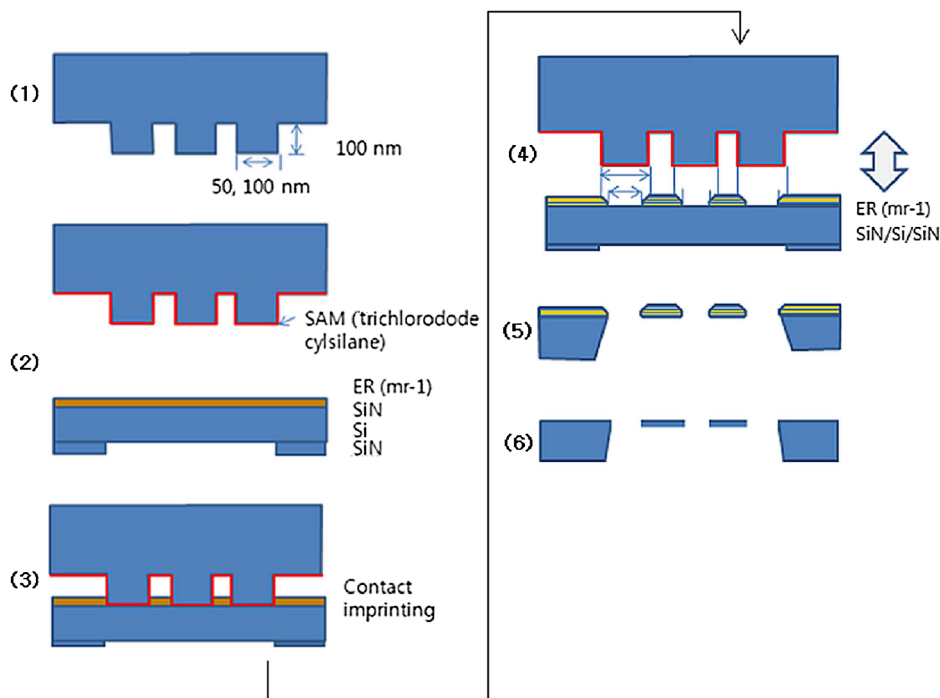 (1)
100 nm
50, 100 nm
SAM (trichlorodode
cylsilane)
(2)
ER (mr-1)
SiN
Si
SiN
(3)
Contact
imprinting
(4)
ER (mr-1)
SiN/Si/SiN
(5)
(6)